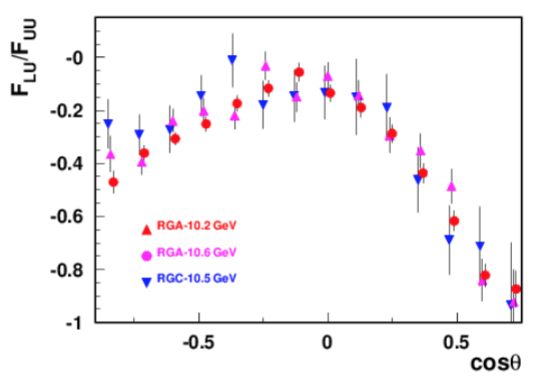 F_LU/F_UU
-0
-0.2
-0.4
-0.6
-0.8
-1
RGA-10.2 GeV
RGA-10.6 GeV
RGC-10.5 GeV
-0.5 0 0.5
cosθ